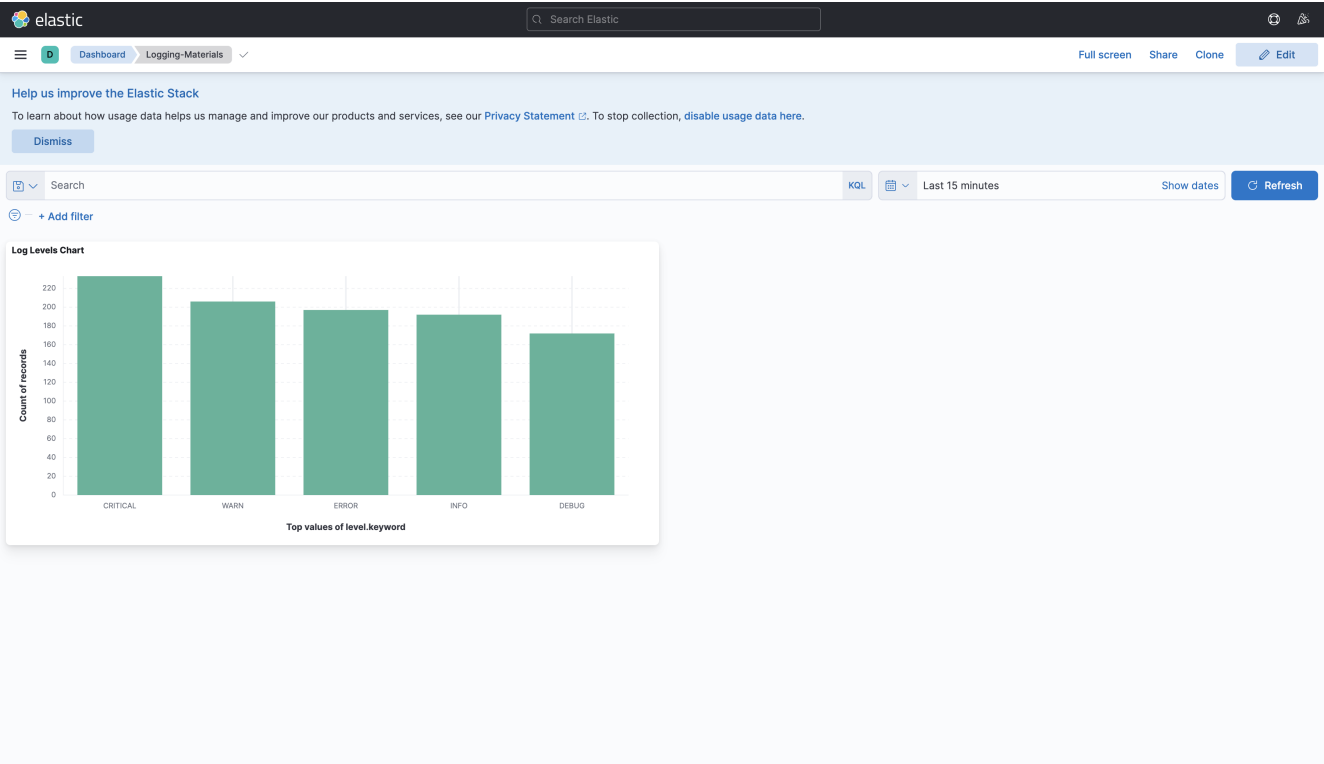 elastic
Search Elastic
D
Dashboard
Logging-Materials
Full screen
Share
Clone
Edit
Help us improve the Elastic Stack
To learn about how usage data helps us manage and improve our products and services, see our Privacy Statement. To stop collection, disable usage data here.
Dismiss
Search
KQL
Last 15 minutes
Show dates
Refresh
+ Add filter
Log Levels Chart
Count of records
220
200
180
160
140
120
100
80
60
40
20
0
CRITICAL
WARN
ERROR
INFO
DEBUG
Top values of level.keyword